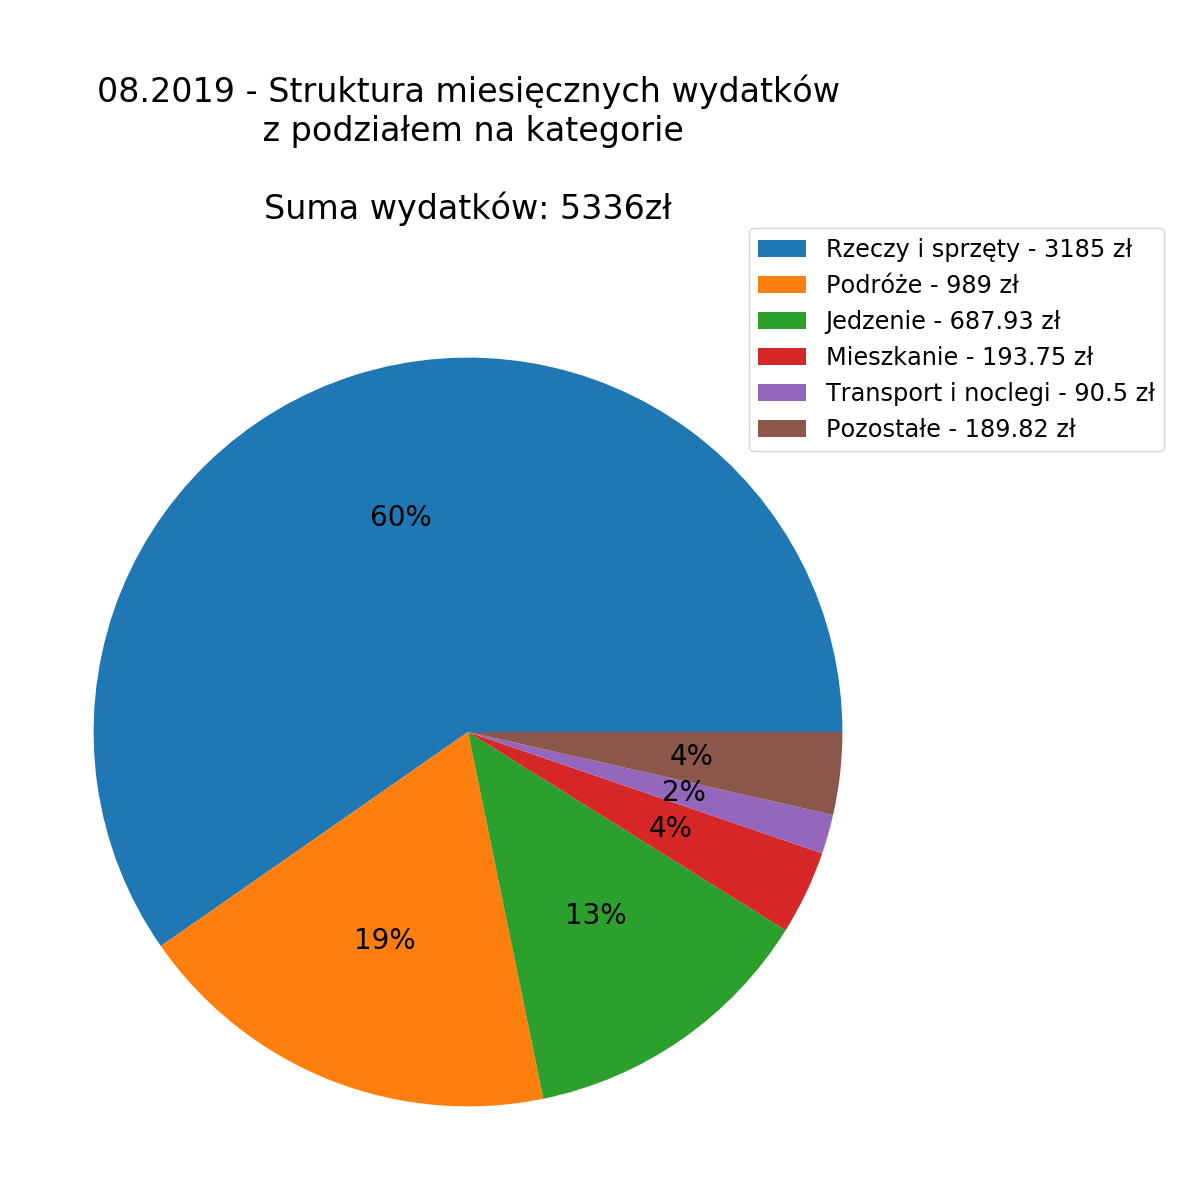 08.2019 - Struktura miesięcznych wydatków
z podziałem na kategorie
Suma wydatków: 5336zł
Rzeczy i sprzęty - 3185 zł
Podróże - 989 zł
Jedzenie - 687.93 zł
Mieszkanie - 193.75 zł
Transport i noclegi - 90.5 zł
Pozostałe - 189.82 zł
60%
4%
2%
4%
13%
19%